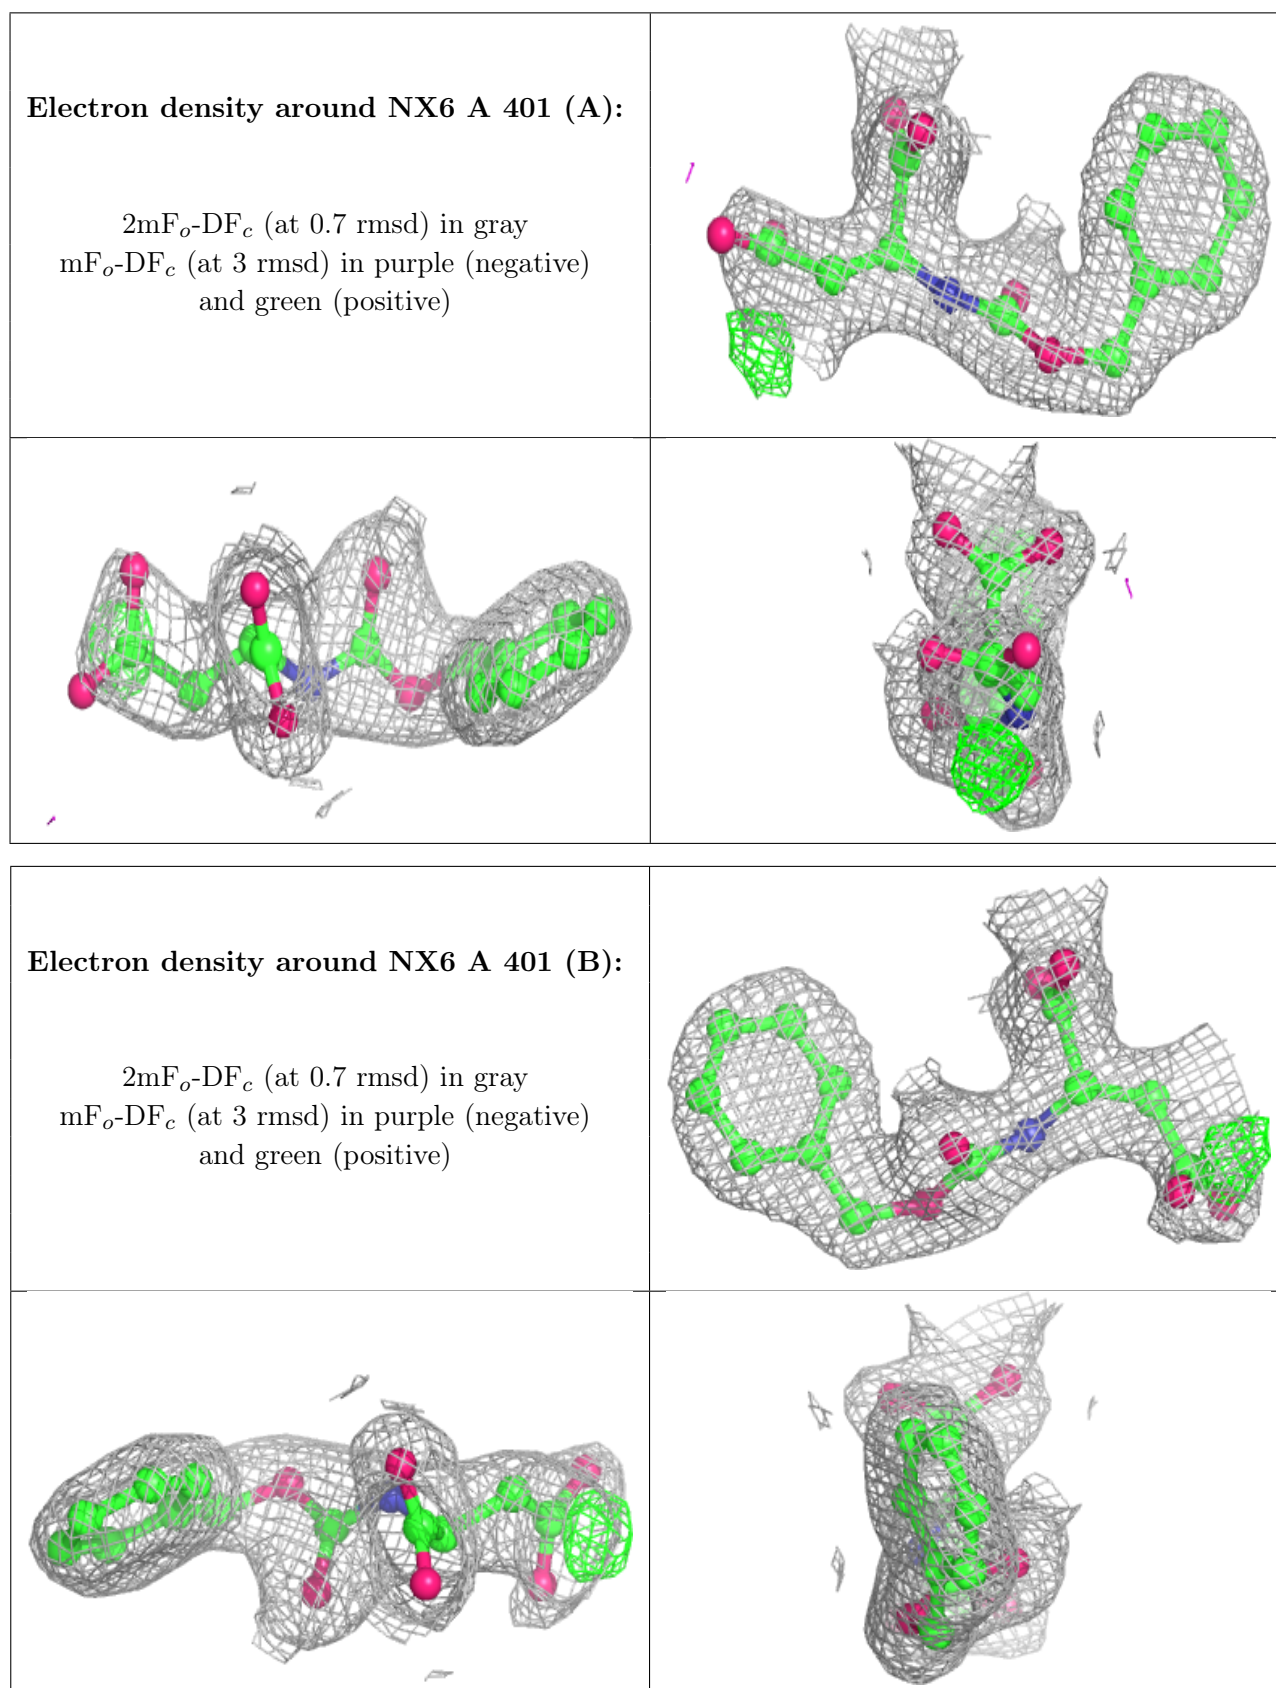 Electron density around NX6 A 401 (A):
2mFo-DFc (at 0.7 rmsd) in gray
mFo-DFc (at 3 rmsd) in purple (negative)
and green (positive)
Electron density around NX6 A 401 (B):
2mFo-DFc (at 0.7 rmsd) in gray
mFo-DFc (at 3 rmsd) in purple (negative)
and green (positive)